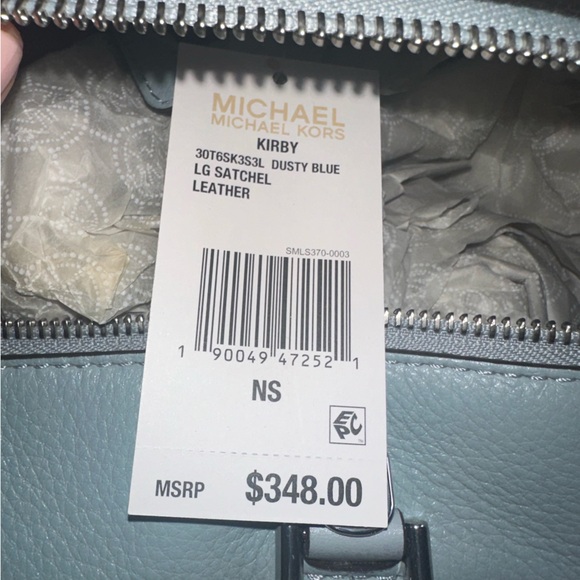 MICHAEL
MICHAEL KORS
KIRBY
30T6SK3S3L DUSTY BLUE
LG SATCHEL
LEATHER
SMLS370-0003
1 90049 47252 1
NS
EPC
MSRP $348.00